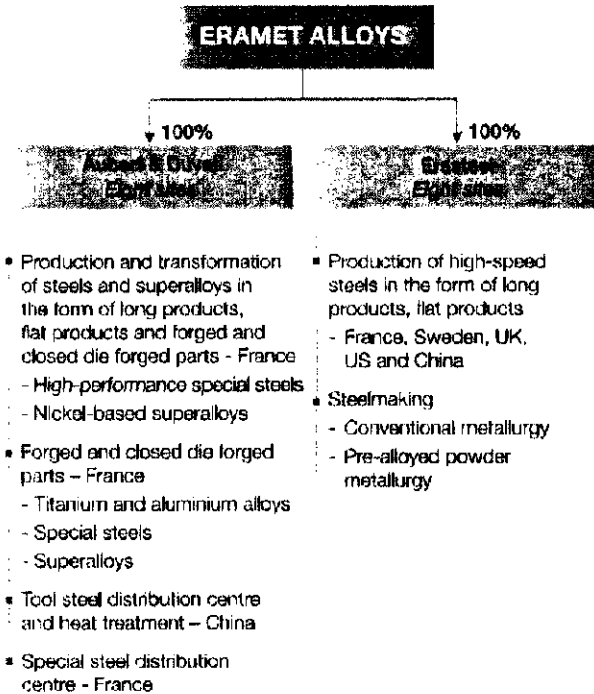 ERAMET ALLOYS
100%
Aubert & Duval
Eight sites
• Production and transformation
of steels and superalloys in
the form of long products,
flat products and forged and
closed die forged parts - France
- High-performance special steels
- Nickel-based superalloys
• Forged and closed die forged
parts – France
- Titanium and aluminium alloys
- Special steels
- Superalloys
• Tool steel distribution centre
and heat treatment – China
• Special steel distribution
centre - France
100%
Erasteel
Eight sites
• Production of high-speed
steels in the form of long
products, flat products
- France, Sweden, UK,
US and China
• Steelmaking
- Conventional metallurgy
- Pre-alloyed powder
metallurgy